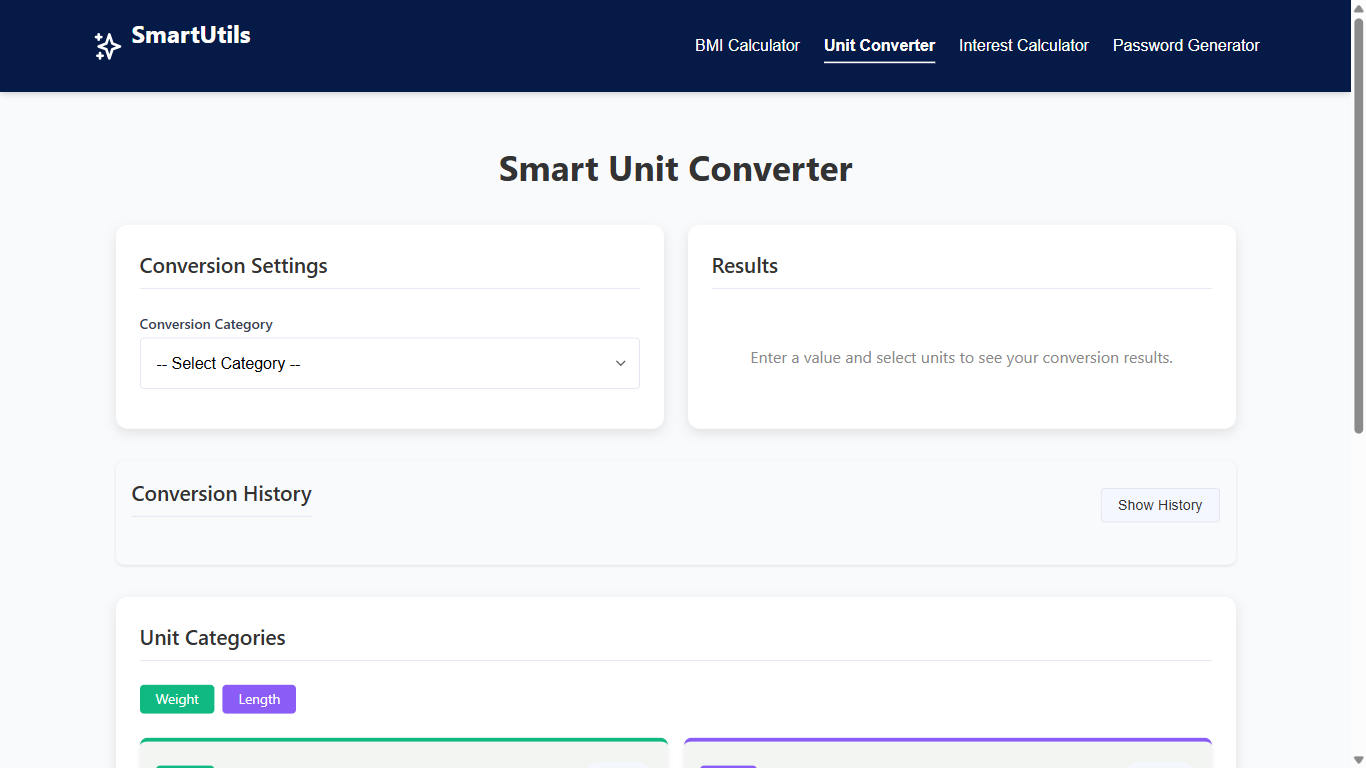 SmartUtils
BMI Calculator
Unit Converter
Interest Calculator
Password Generator
Smart Unit Converter
Conversion Settings
Conversion Category
-- Select Category --
Results
Enter a value and select units to see your conversion results.
Conversion History
Show History
Unit Categories
Weight
Length